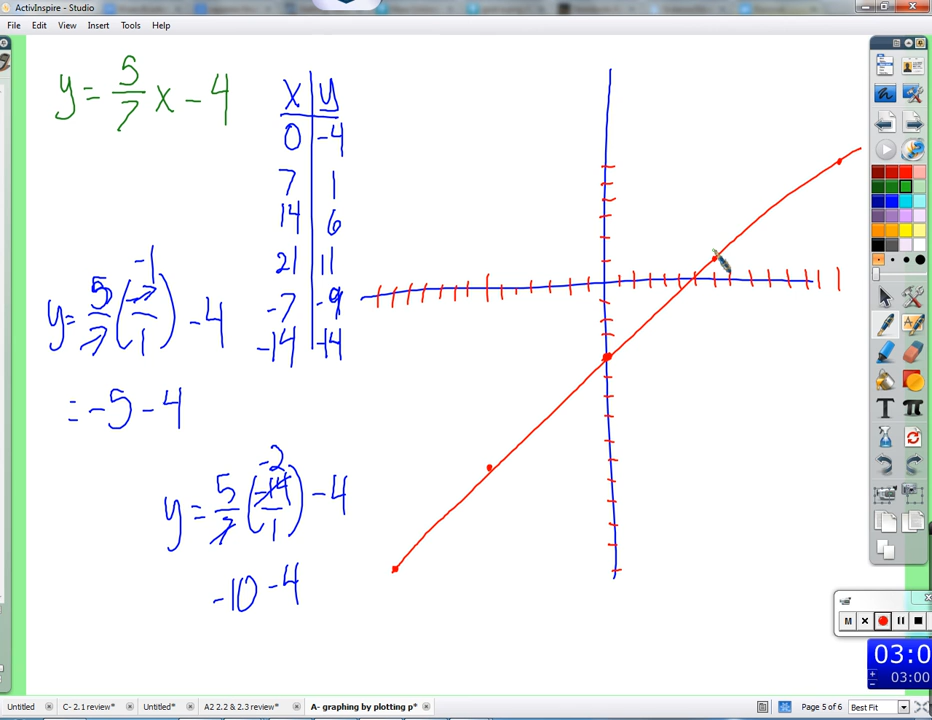 ActivInspire - Studio
File Edit View Insert Tools Help
y = 5/7 x - 4
x | y
0 | -4
7 | 1
14 | 6
21 | 11
-7 | -9
-14 | -14
-1
y = 5/7 (-7/1) - 4
= -5 - 4
-2
y = 5/7 (-14/1) - 4
-10 - 4
T π
M
03:0
03:00
Untitled C- 2.1 review* Untitled* A2 2.2 & 2.3 review* A- graphing by plotting p* Page 5 of 6 Best Fit